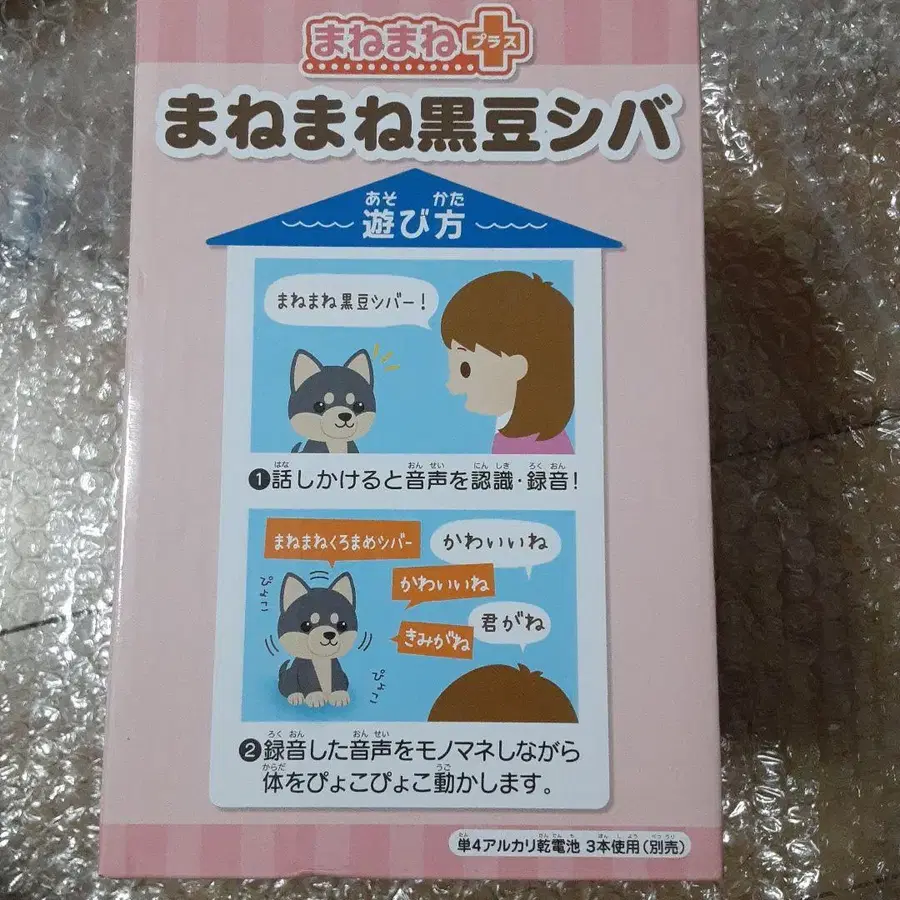 まねまねプラス
まねまね黒豆シバ
あそ かた
遊び方
まねまね黒豆シバー！
はな おん せい にん しき ろく おん
❶話しかけると音声を認識・録音！
まねまねくろまめシバー
かわいいね
かわいいね
君がね
きみがね
ぴょこ
ぴょこ
ろく おん おん せい
❷録音した音声をモノマネしながら
からだ うご
体をぴょこぴょこ動かします。
たん かんでん ち ぼん し よう べつ うり
単4アルカリ乾電池 3本使用（別売）